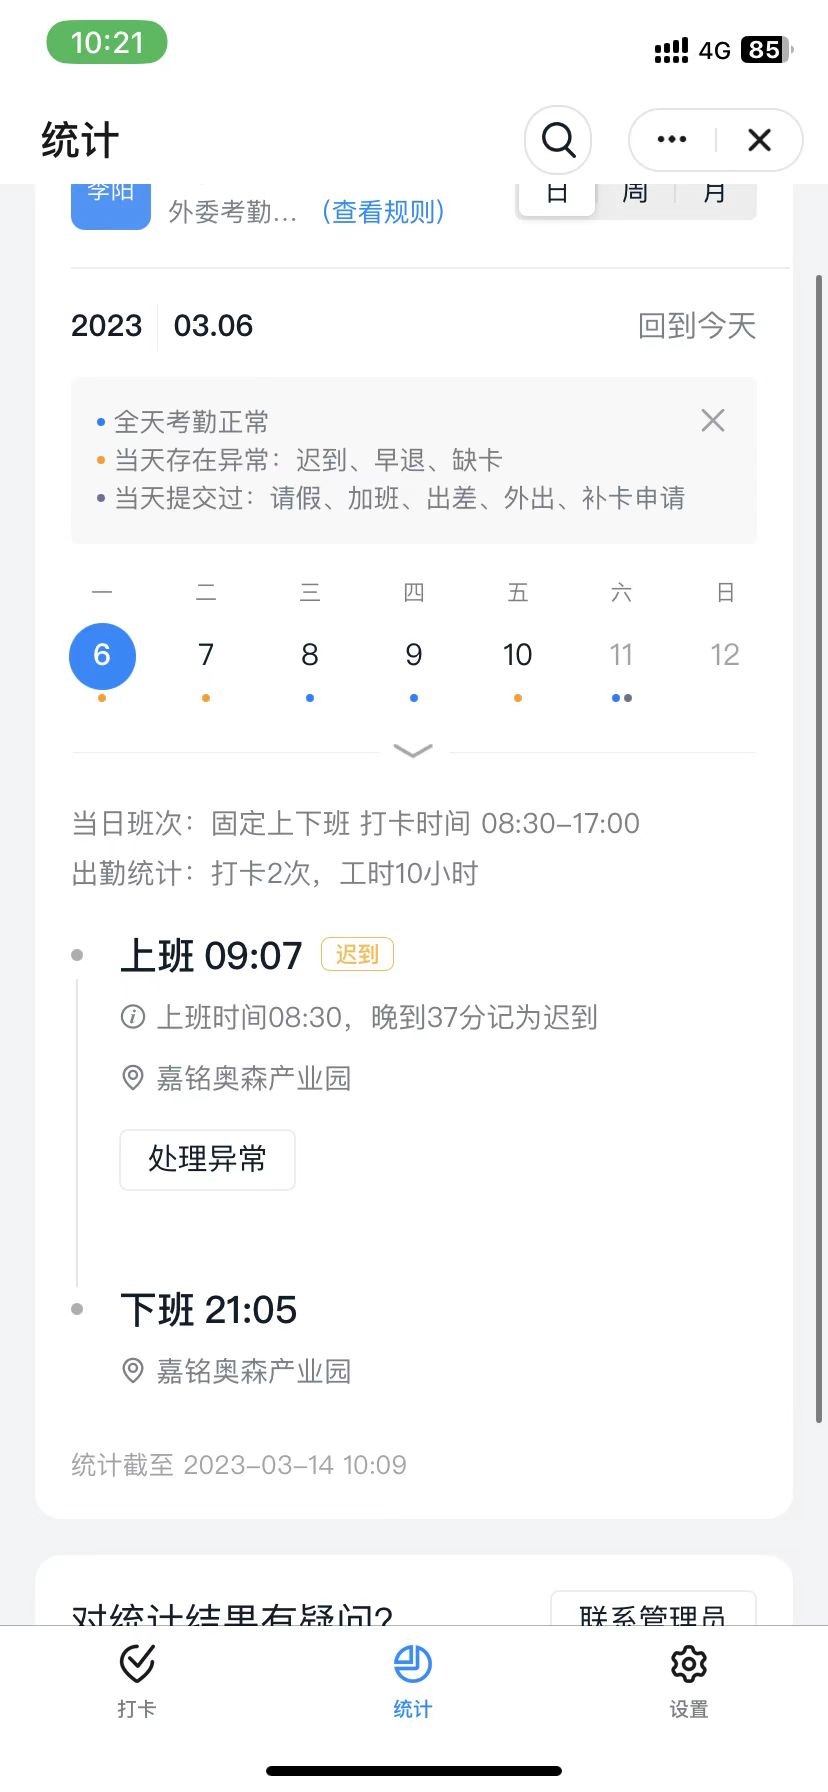 10:21
4G 85
统计
李阳
外委考勤... (查看规则)
日 周 月
2023 03.06
回到今天
全天考勤正常
当天存在异常：迟到、早退、缺卡
当天提交过：请假、加班、出差、外出、补卡申请
一 二 三 四 五 六 日
6 7 8 9 10 11 12
当日班次：固定上下班 打卡时间 08:30-17:00
出勤统计：打卡2次，工时10小时
上班 09:07 迟到
上班时间08:30，晚到37分记为迟到
嘉铭奥森产业园
处理异常
下班 21:05
嘉铭奥森产业园
统计截至 2023-03-14 10:09
对统计结果有疑问?
联系管理员
打卡 统计 设置